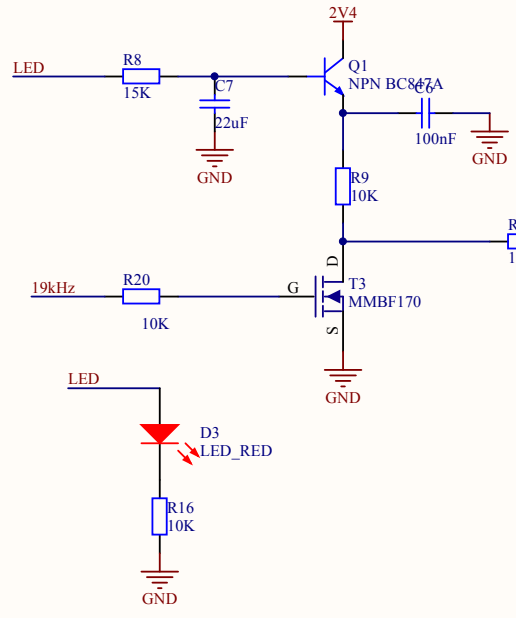 2V4
LED
R8
15K
C7
22uF
GND
Q1
NPN BC847A
C6
100nF
GND
R9
10K
R
1
19kHz
R20
10K
D
G
S
T3
MMBF170
GND
LED
D3
LED_RED
R16
10K
GND